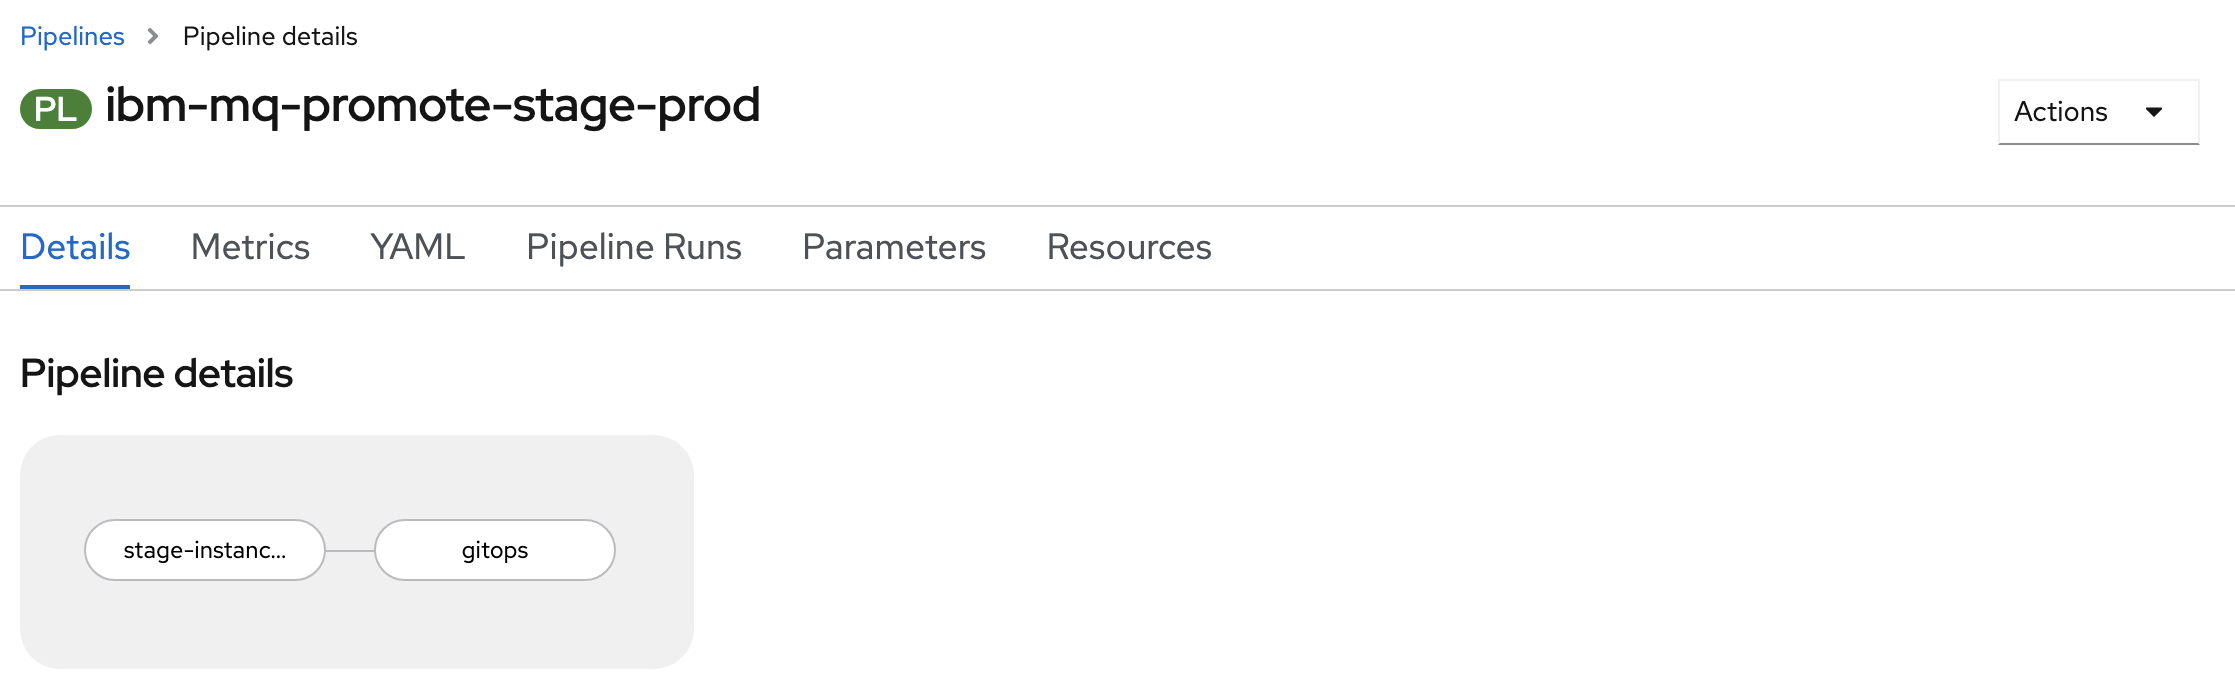 Pipelines > Pipeline details
PL ibm-mq-promote-stage-prod
Actions
Details Metrics YAML Pipeline Runs Parameters Resources
Pipeline details
stage-instanc... gitops